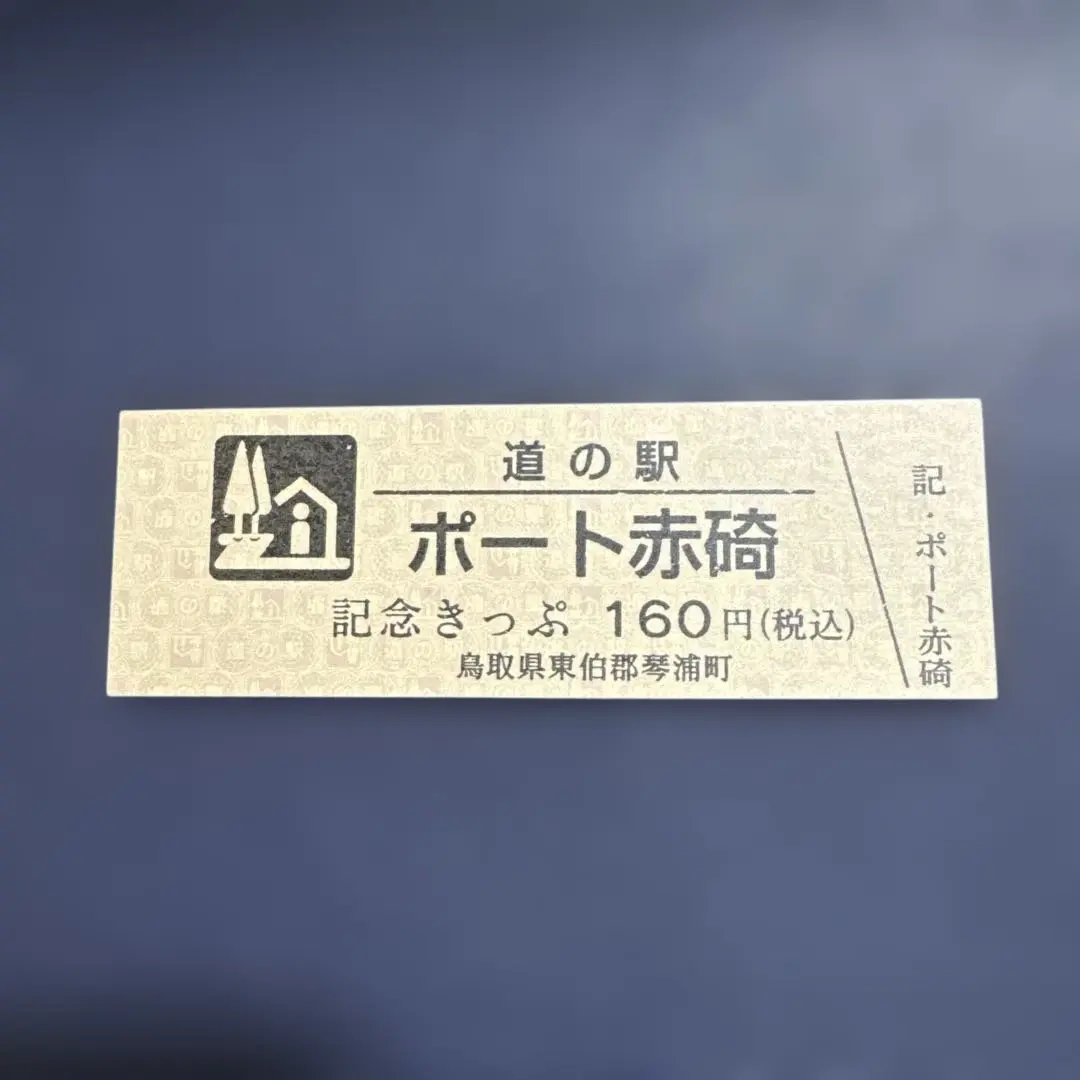 道の駅
ポート赤碕
記念きっぷ 160円(税込)
鳥取県東伯郡琴浦町
記・ポート赤碕